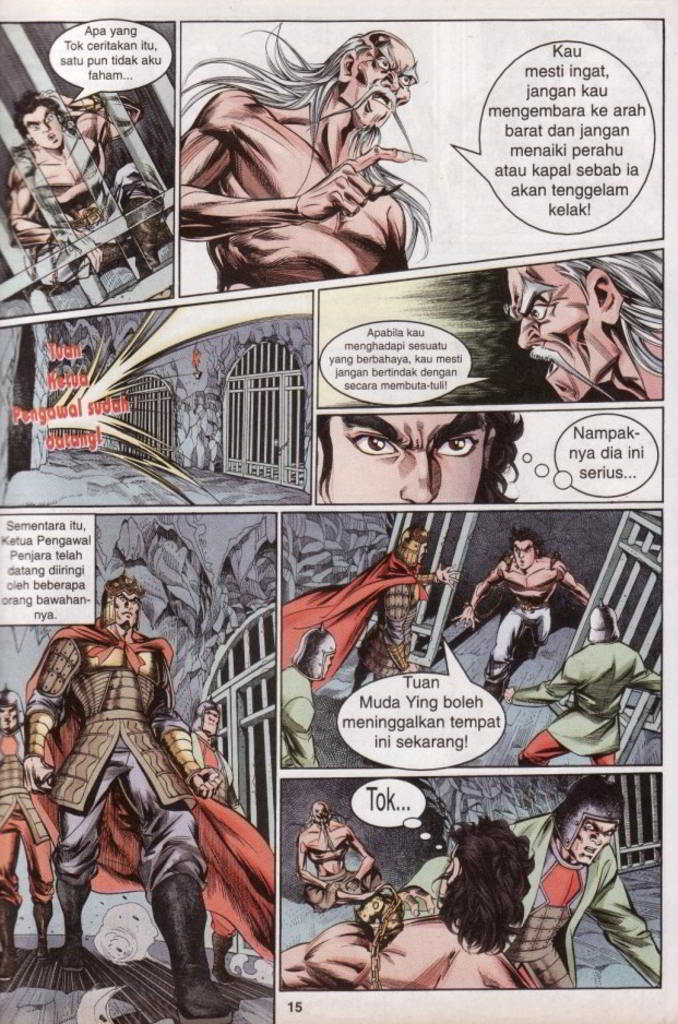 Apa yang
Tok ceritakan itu,
satu pun tidak aku
faham...
Kau
mesti ingat,
jangan kau
mengembara ke arah
barat dan jangan
menaiki perahu
atau kapal sebab ia
akan tenggelam
kelak!
Tuan
Ketua
Pengawal sudah
datang!
Apabila kau
menghadapi sesuatu
yang berbahaya, kau mesti
jangan bertindak dengan
secara membuta-tuli!
Nampak-
nya dia ini
serius...
Sementara itu,
Ketua Pengawal
Penjara telah
datang diiringi
oleh beberapa
orang bawahan-
nya.
Tuan
Muda Ying boleh
meninggalkan tempat
ini sekarang!
Tok...
15